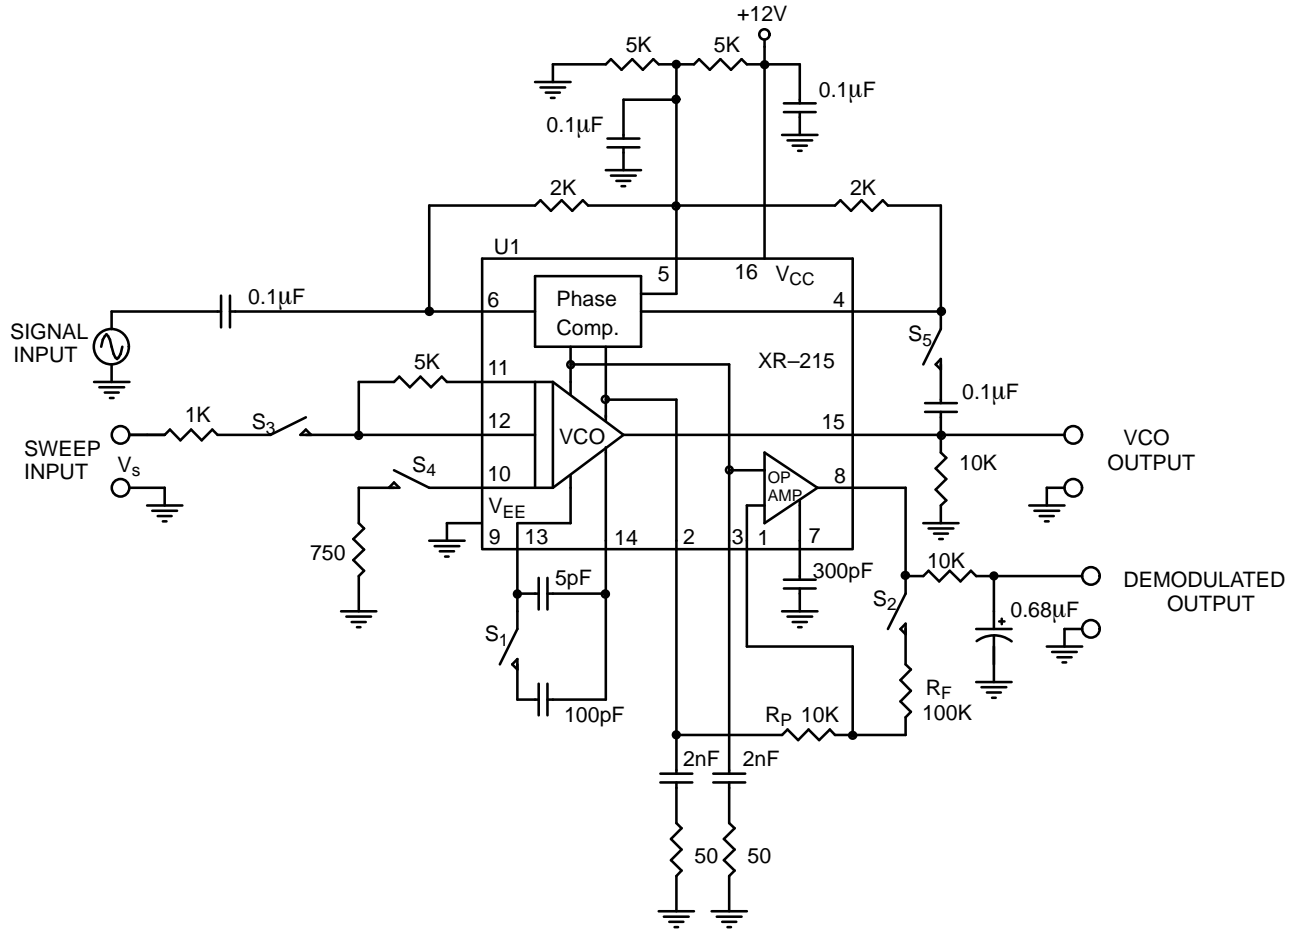 +12V
5K
5K
0.1µF
0.1µF
2K
2K
U1
5
16
VCC
6
4
0.1µF
Phase
Comp.
SIGNAL
INPUT
S5
5K
11
XR–215
0.1µF
1K
S3
12
15
VCO
SWEEP
INPUT
VS
S4
10
VCO
OUTPUT
10K
OP
AMP
8
VEE
9
13
14
2
3
1
7
750
5pF
300pF
10K
DEMODULATED
OUTPUT
S2
+
0.68µF
S1
100pF
RP
10K
RF
100K
2nF
2nF
50
50